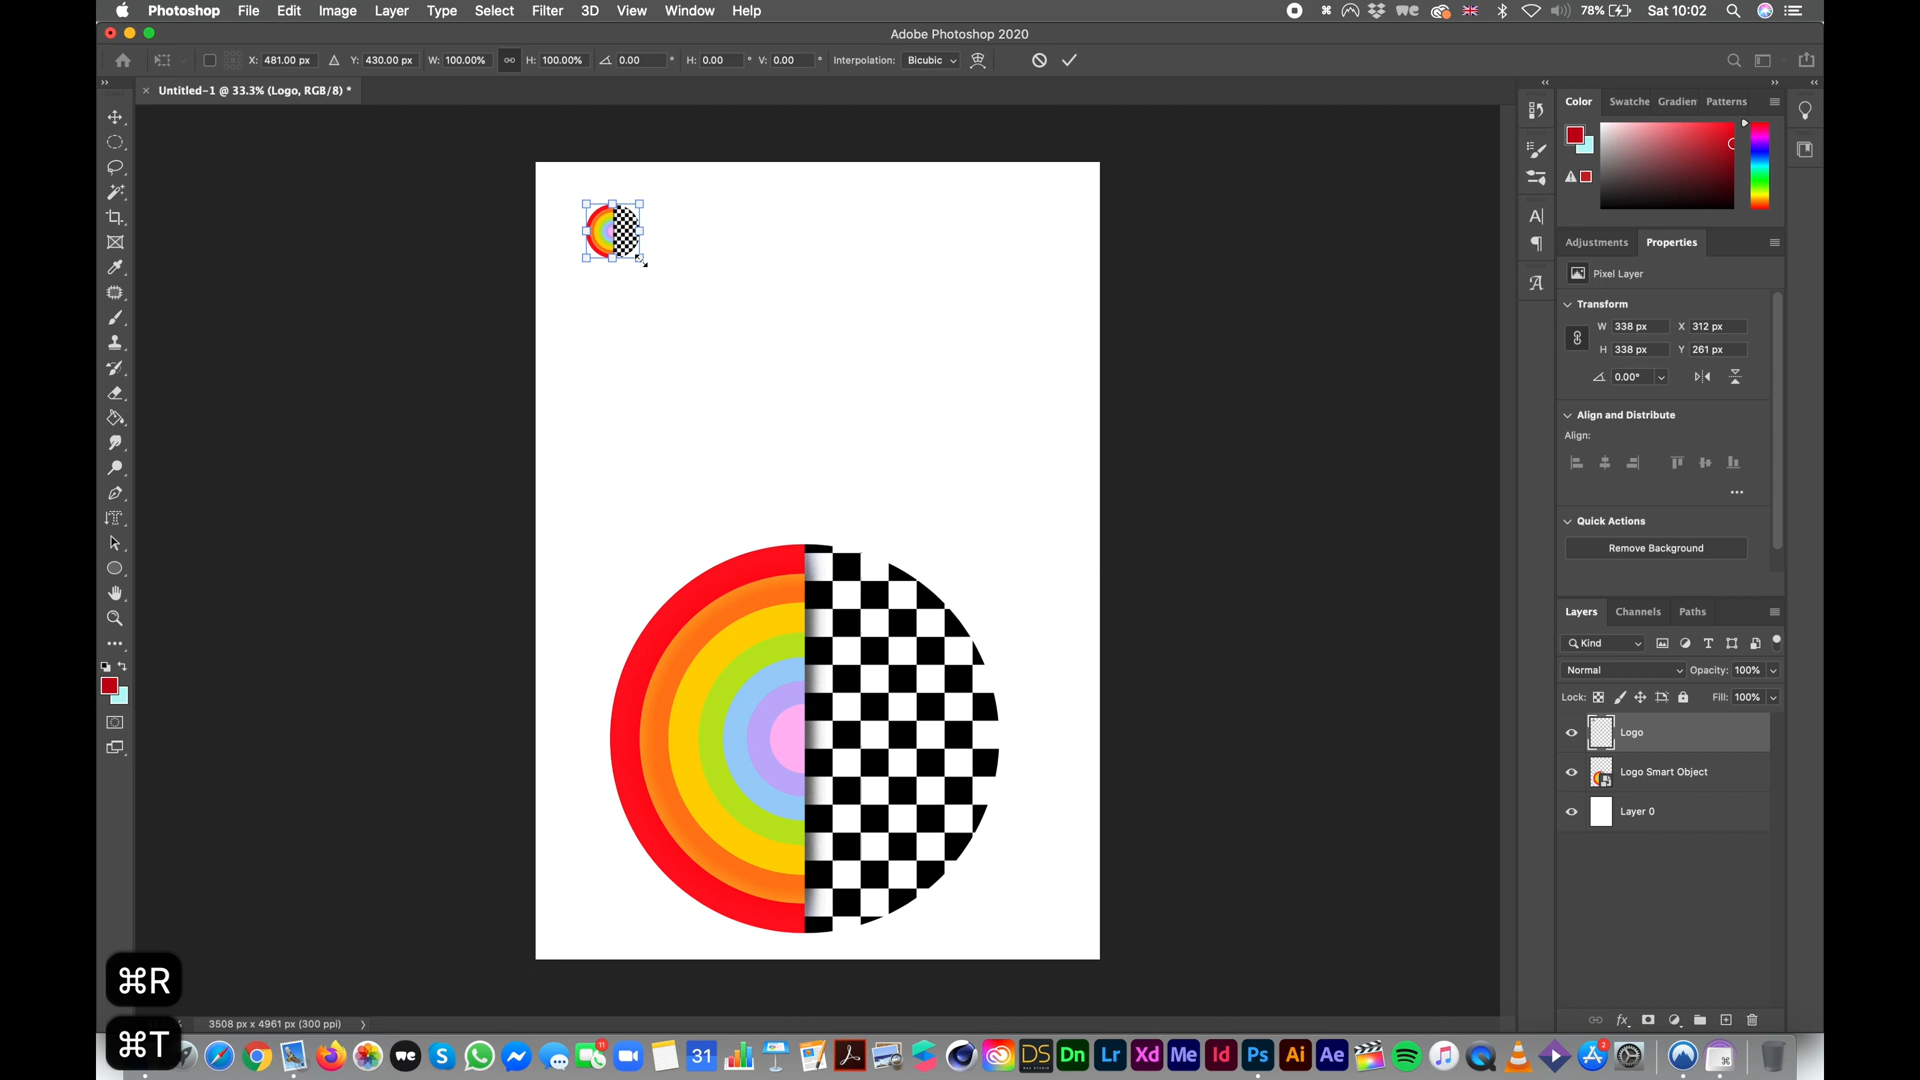 Photoshop File Edit Image Layer Type Select Filter 3D View Window Help 78% Sat 10:02
Adobe Photoshop 2020
X: 481.00 px Y: 430.00 px W: 100.00% H: 100.00% 0.00 ° H: 0.00 ° V: 0.00 ° Interpolation: Bicubic
Untitled-1 @ 33.3% (Logo, RGB/8) *
Color Swatche Gradien Patterns
Adjustments Properties
Pixel Layer
Transform
W 338 px X 312 px
H 338 px Y 261 px
0.00°
Align and Distribute
Align:
Quick Actions
Remove Background
Layers Channels Paths
Kind
Normal Opacity: 100%
Lock: Fill: 100%
Logo
Logo Smart Object
Layer 0
fx
⌘R
3508 px x 4961 px (300 ppi)
⌘T
we 11 31 DS Dn Lr Xd Me Id Ps Ai Ae 2